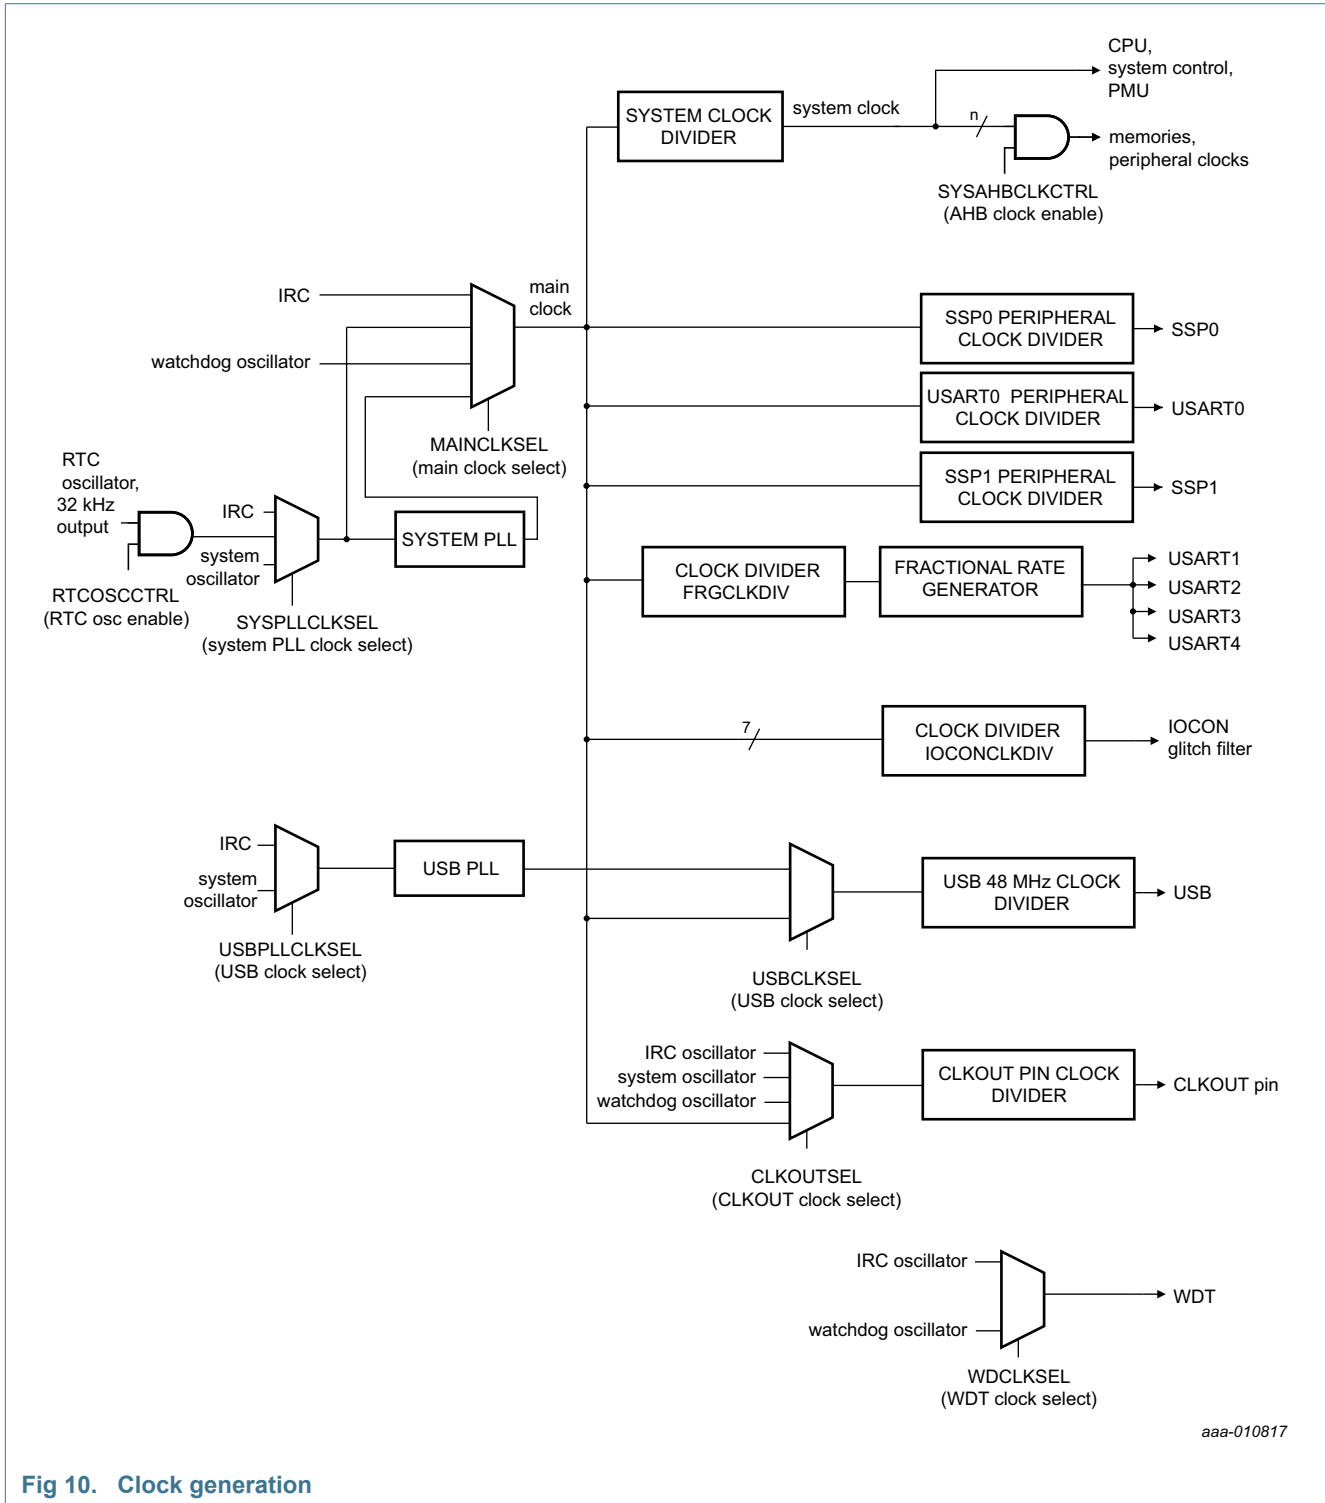 CPU,
system control,
PMU
SYSTEM CLOCK
DIVIDER
system clock
n
memories,
peripheral clocks
SYSAHBCLKCTRL
(AHB clock enable)
IRC
main
clock
watchdog oscillator
MAINCLKSEL
(main clock select)
SSP0 PERIPHERAL
CLOCK DIVIDER
SSP0
USART0 PERIPHERAL
CLOCK DIVIDER
USART0
SSP1 PERIPHERAL
CLOCK DIVIDER
SSP1
RTC
oscillator,
32 kHz
output
RTCOSCCTRL
(RTC osc enable)
IRC
system
oscillator
SYSPLLCLKSEL
(system PLL clock select)
SYSTEM PLL
CLOCK DIVIDER
FRGCLKDIV
FRACTIONAL RATE
GENERATOR
USART1
USART2
USART3
USART4
7
CLOCK DIVIDER
IOCONCLKDIV
IOCON
glitch filter
IRC
system
oscillator
USBPLLCLKSEL
(USB clock select)
USB PLL
USBCLKSEL
(USB clock select)
USB 48 MHz CLOCK
DIVIDER
USB
IRC oscillator
system oscillator
watchdog oscillator
CLKOUTSEL
(CLKOUT clock select)
CLKOUT PIN CLOCK
DIVIDER
CLKOUT pin
IRC oscillator
watchdog oscillator
WDT
WDCLKSEL
(WDT clock select)
aaa-010817
Fig 10. Clock generation